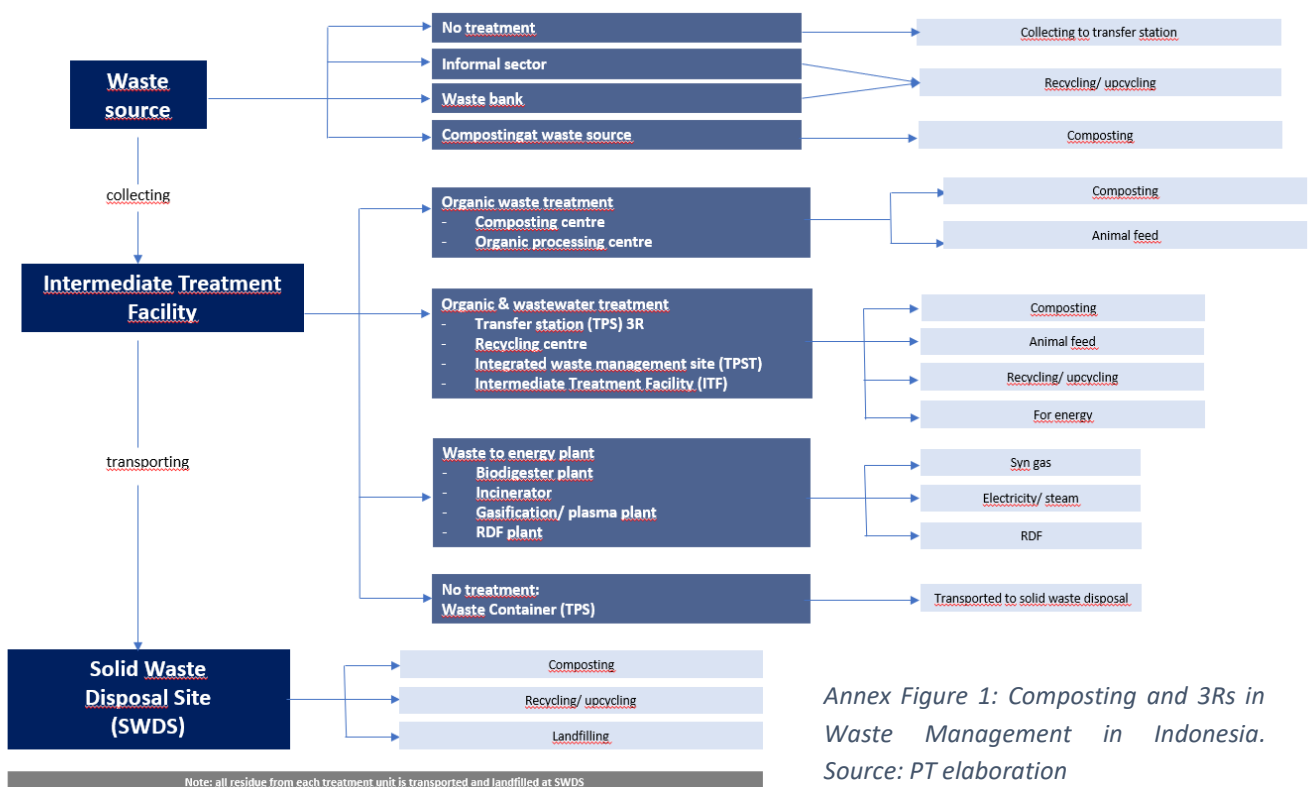 Waste
source
No treatment
Collecting to transfer station
Informal sector
Waste bank
Recycling/ upcycling
Compostingat waste source
Composting
collecting
Intermediate Treatment
Facility
Organic waste treatment
- Composting centre
- Organic processing centre
Composting
Animal feed
Organic & wastewater treatment
- Transfer station (TPS) 3R
- Recycling centre
- Integrated waste management site (TPST)
- Intermediate Treatment Facility (ITF)
Composting
Animal feed
Recycling/ upcycling
For energy
transporting
Waste to energy plant
- Biodigester plant
- Incinerator
- Gasification/ plasma plant
- RDF plant
Syn gas
Electricity/ steam
RDF
No treatment:
Waste Container (TPS)
Transported to solid waste disposal
Solid Waste
Disposal Site
(SWDS)
Composting
Recycling/ upcycling
Landfilling
Note: all residue from each treatment unit is transported and landfilled at SWDS
Annex Figure 1: Composting and 3Rs in
Waste Management in Indonesia.
Source: PT elaboration